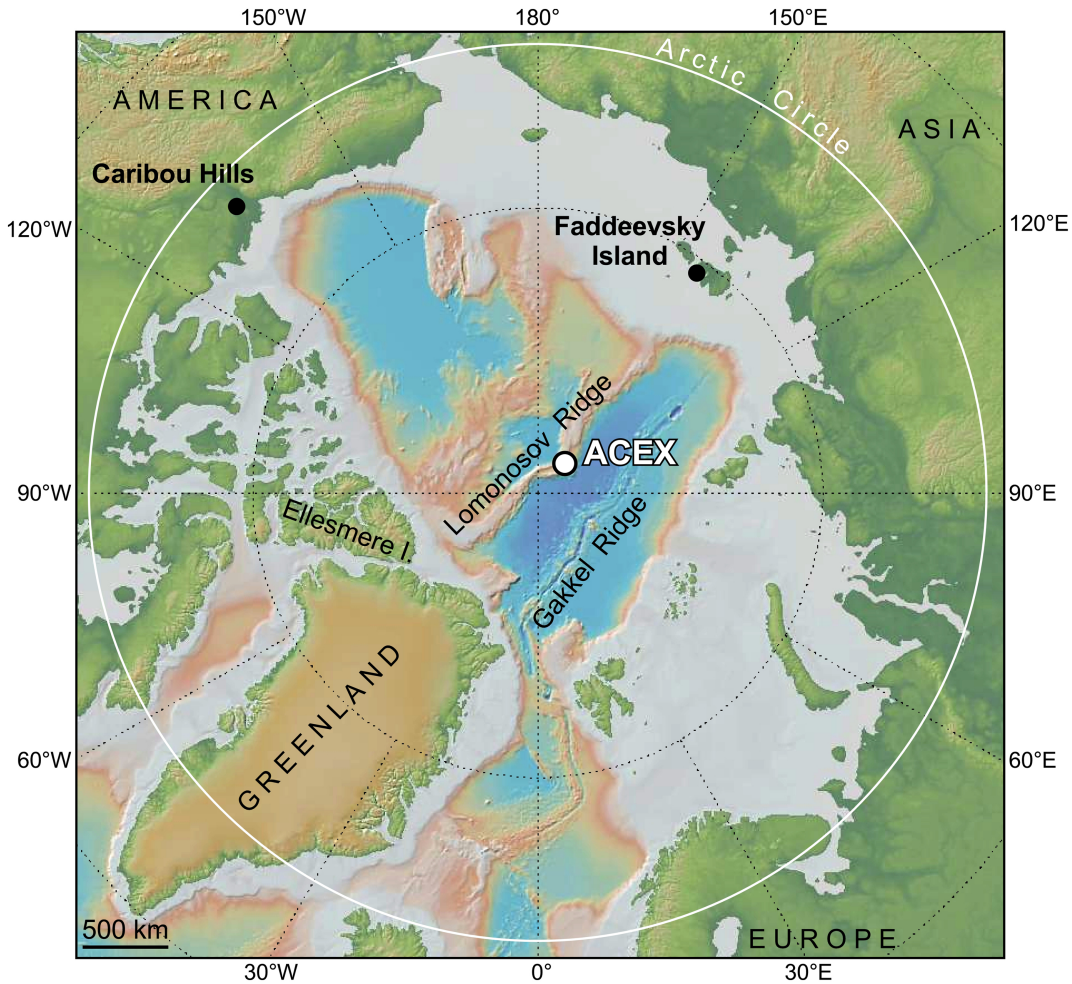 150°W
180°
150°E
Arctic Circle
AMERICA
ASIA
Caribou Hills
120°W
Faddeevsky
Island
120°E
Lomonosov Ridge
ACEX
90°W
90°E
Ellesmere I.
Gakkel Ridge
GREENLAND
60°W
60°E
500 km
EUROPE
30°W
0°
30°E